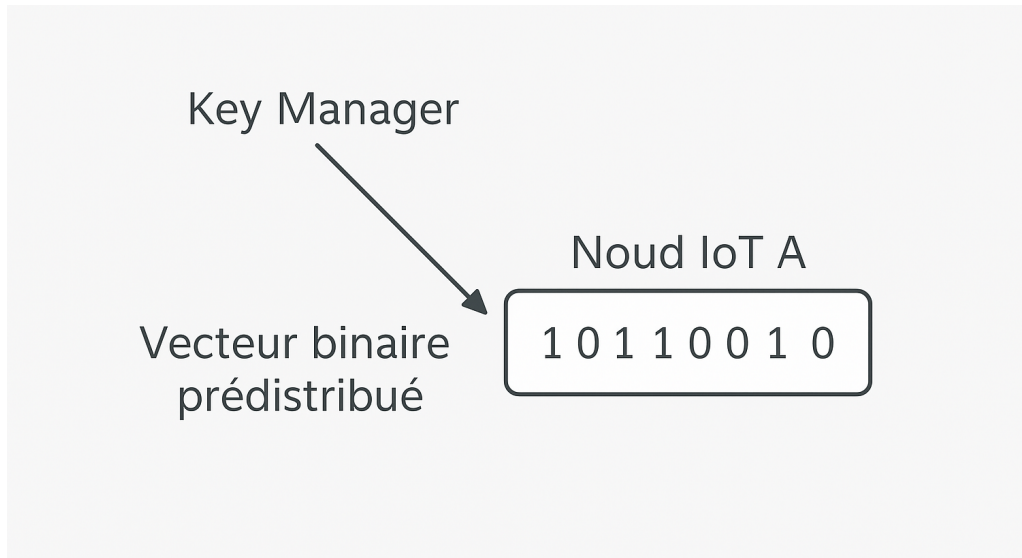 Key Manager
Noud IoT A
Vecteur binaire
prédistribué
1 0 1 1 0 0 1 0